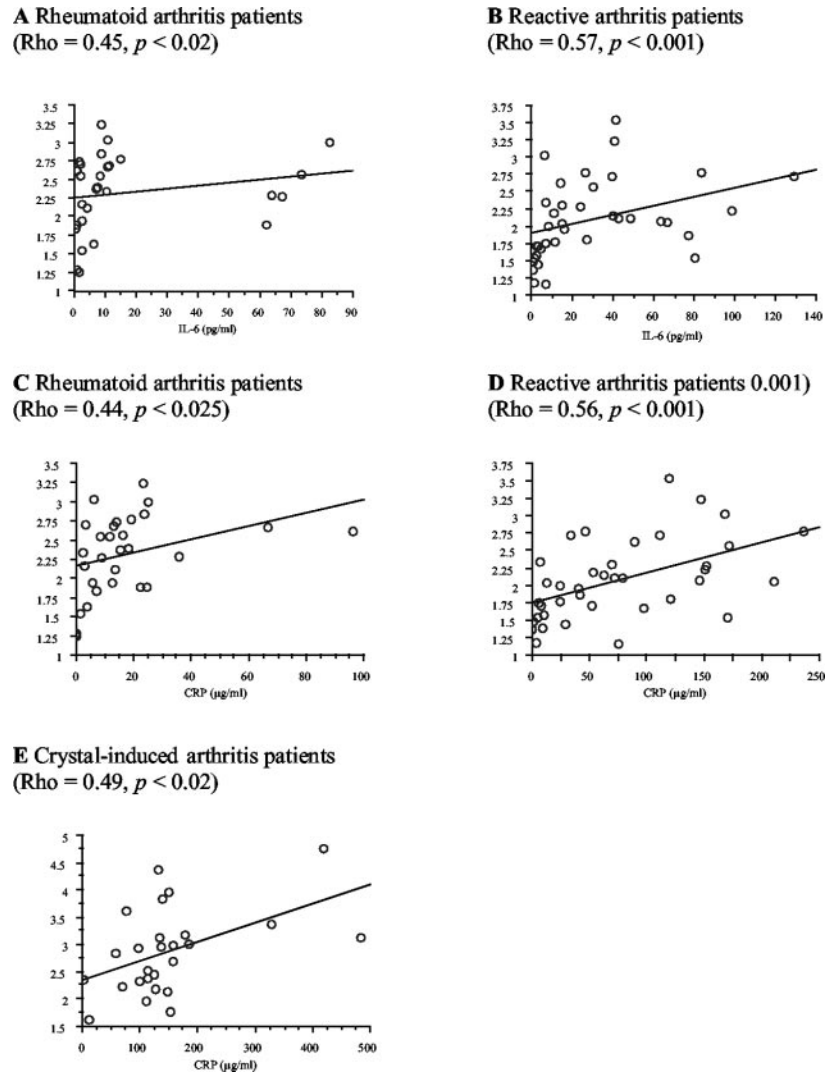 A Rheumatoid arthritis patients
(Rho = 0.45, p < 0.02)
3.5
3.25
3
2.75
2.5
2.25
2
1.75
1.5
1.25
1
0 10 20 30 40 50 60 70 80 90
IL-6 (pg/ml)
B Reactive arthritis patients
(Rho = 0.57, p < 0.001)
3.75
3.5
3.25
3
2.75
2.5
2.25
2
1.75
1.5
1.25
1
0 20 40 60 80 100 120 140
IL-6 (pg/ml)
C Rheumatoid arthritis patients
(Rho = 0.44, p < 0.025)
3.5
3.25
3
2.75
2.5
2.25
2
1.75
1.5
1.25
1
0 20 40 60 80 100
CRP (µg/ml)
D Reactive arthritis patients 0.001)
(Rho = 0.56, p < 0.001)
3.75
3.5
3.25
3
2.75
2.5
2.25
2
1.75
1.5
1.25
1
0 50 100 150 200 250
CRP (µg/ml)
E Crystal-induced arthritis patients
(Rho = 0.49, p < 0.02)
5
4.5
4
3.5
3
2.5
2
1.5
0 100 200 300 400 500
CRP (µg/ml)